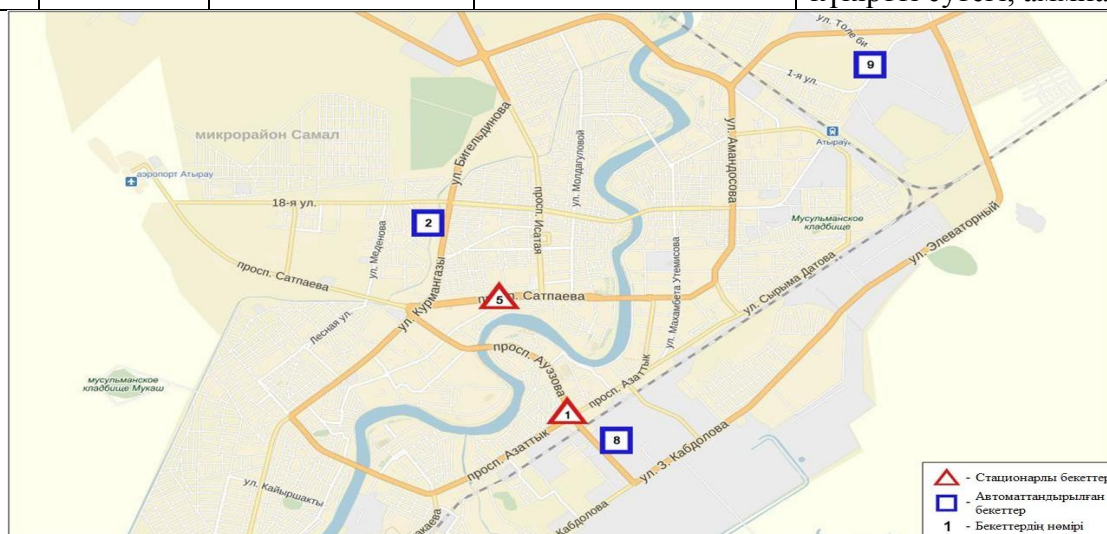 ул. Толе би
9
1-я ул.
ул. Бигельдинова
микрорайон Самал
ул. Молдагуловой
ул. Амандосова
Атырау
аэропорт Атырау
просп. Исатая
18-я ул.
2
Мусульманское
кладбище
ул. Меденова
ул. Элеваторный
просп. Сатпаева
ул. Курмангазы
5
п. Сатпаева
ул. Махамбета Утемисова
ул. Сырыма Датова
Лесная ул.
просп. Ауэзова
просп. Азаттык
мусульманское
кладбище Мукаш
1
8
просп. Азаттык
ул. З. Кабдолова
ул. Кайыршакты
Кабдолова
- Стационарлы бекеттер
- Автоматтандырылған
бекеттер
1 - Бекеттердің нөмірі